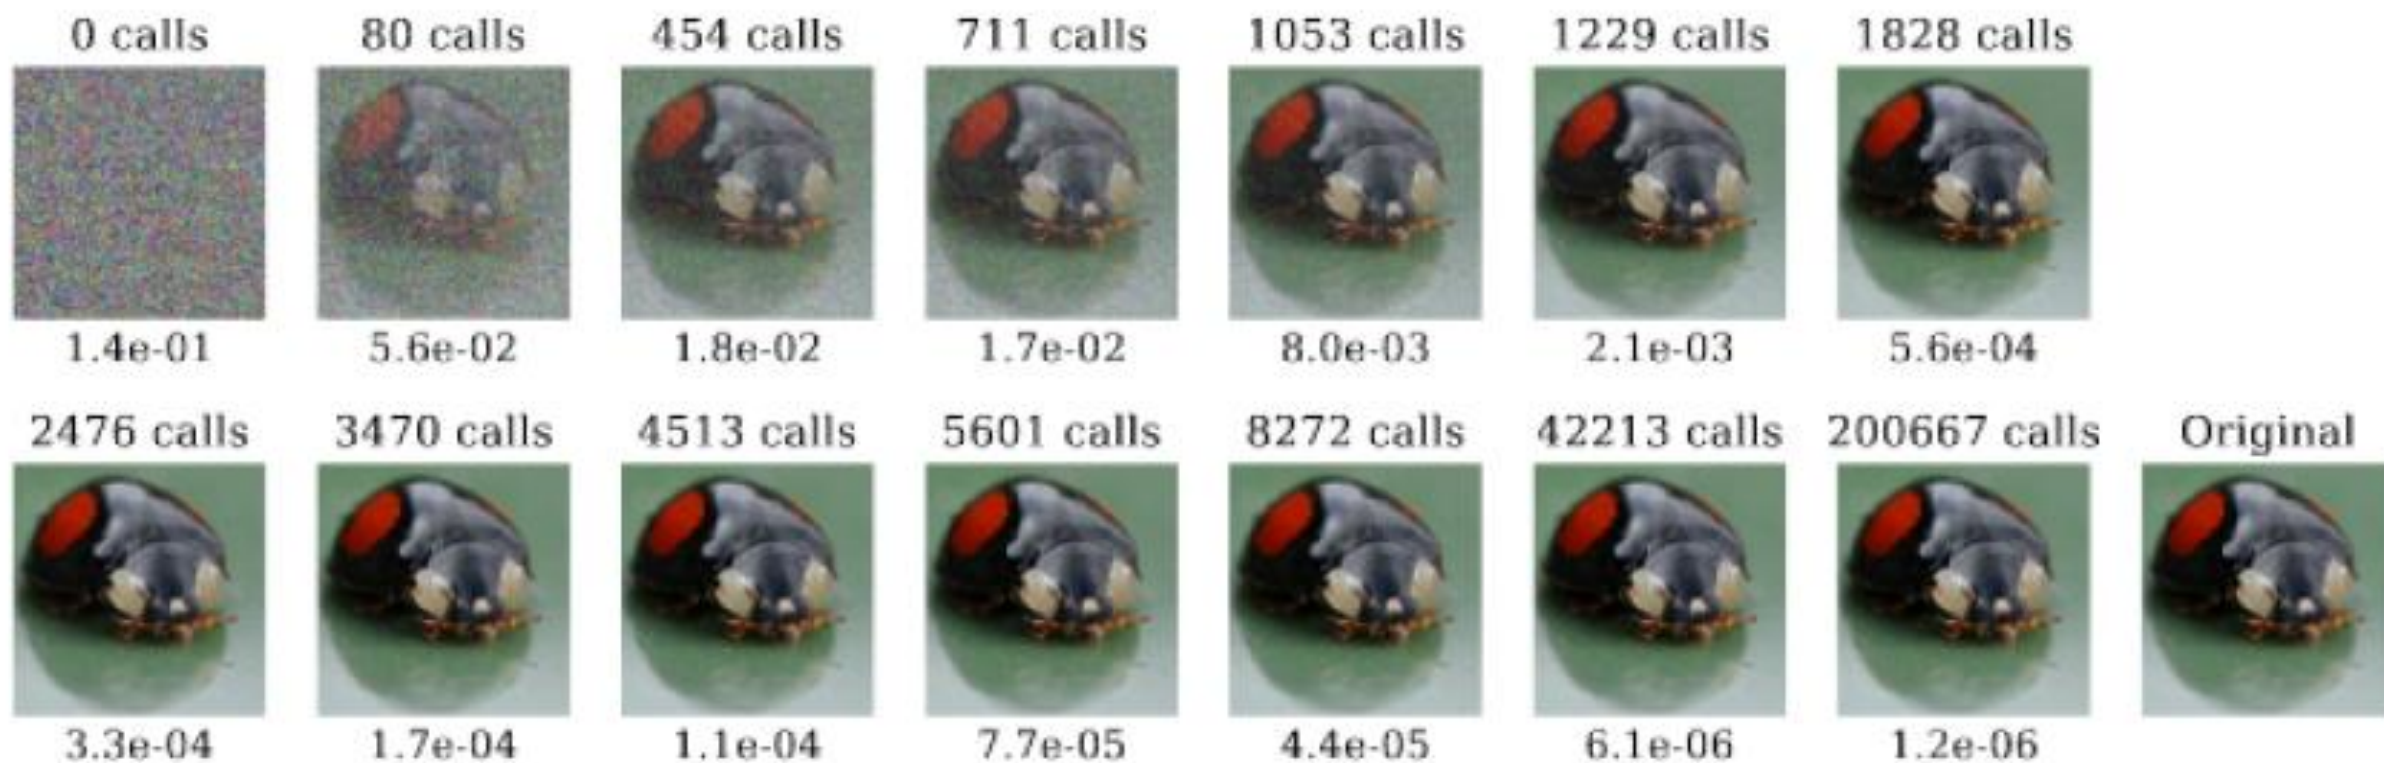 0 calls 80 calls 454 calls 711 calls 1053 calls 1229 calls 1828 calls
1.4e-01 5.6e-02 1.8e-02 1.7e-02 8.0e-03 2.1e-03 5.6e-04
2476 calls 3470 calls 4513 calls 5601 calls 8272 calls 42213 calls 200667 calls Original
3.3e-04 1.7e-04 1.1e-04 7.7e-05 4.4e-05 6.1e-06 1.2e-06